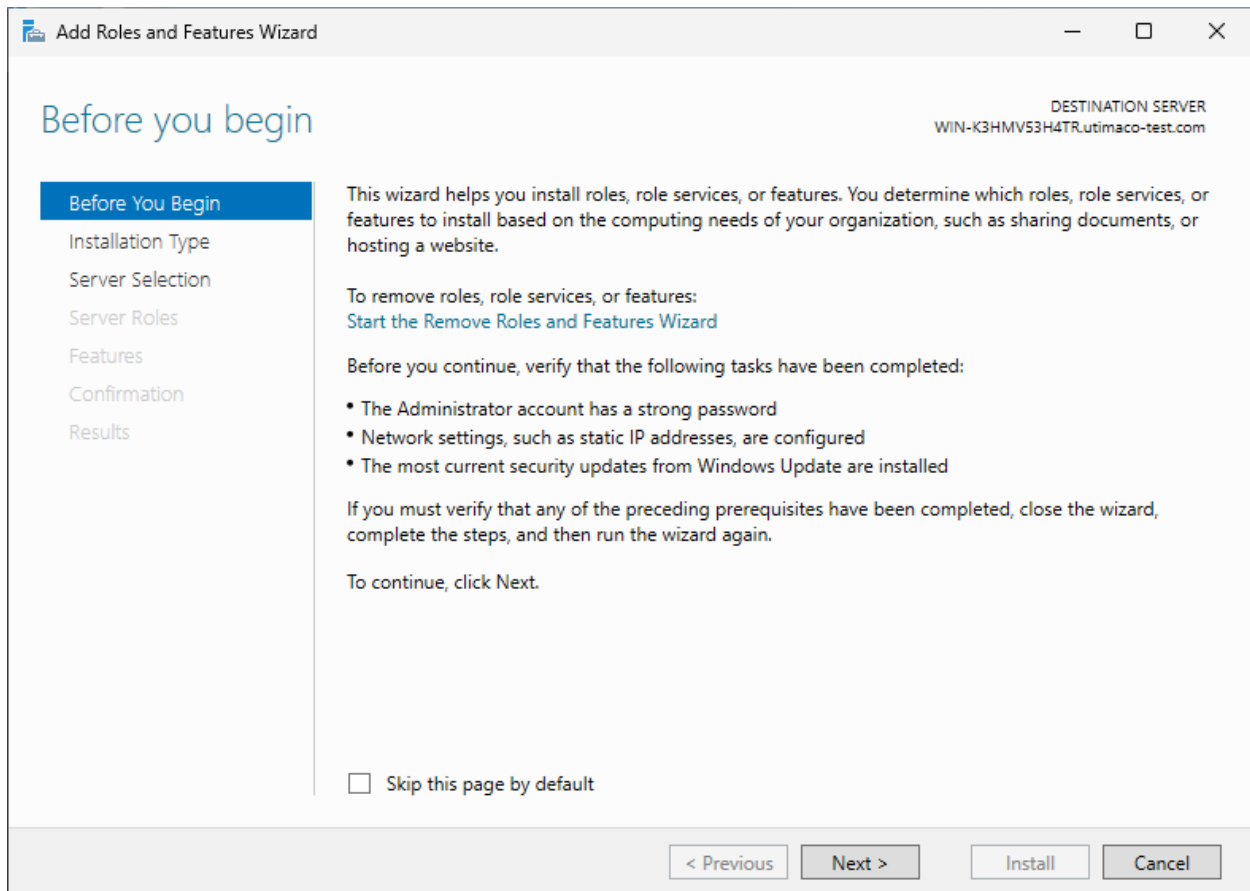 Add Roles and Features Wizard
Before you begin
DESTINATION SERVER
WIN-K3HMV53H4TR.utimaco-test.com
Before You Begin
Installation Type
Server Selection
Server Roles
Features
Confirmation
Results
This wizard helps you install roles, role services, or features. You determine which roles, role services, or
features to install based on the computing needs of your organization, such as sharing documents, or
hosting a website.
To remove roles, role services, or features:
Start the Remove Roles and Features Wizard
Before you continue, verify that the following tasks have been completed:
• The Administrator account has a strong password
• Network settings, such as static IP addresses, are configured
• The most current security updates from Windows Update are installed
If you must verify that any of the preceding prerequisites have been completed, close the wizard,
complete the steps, and then run the wizard again.
To continue, click Next.
Skip this page by default
< Previous
Next >
Install
Cancel